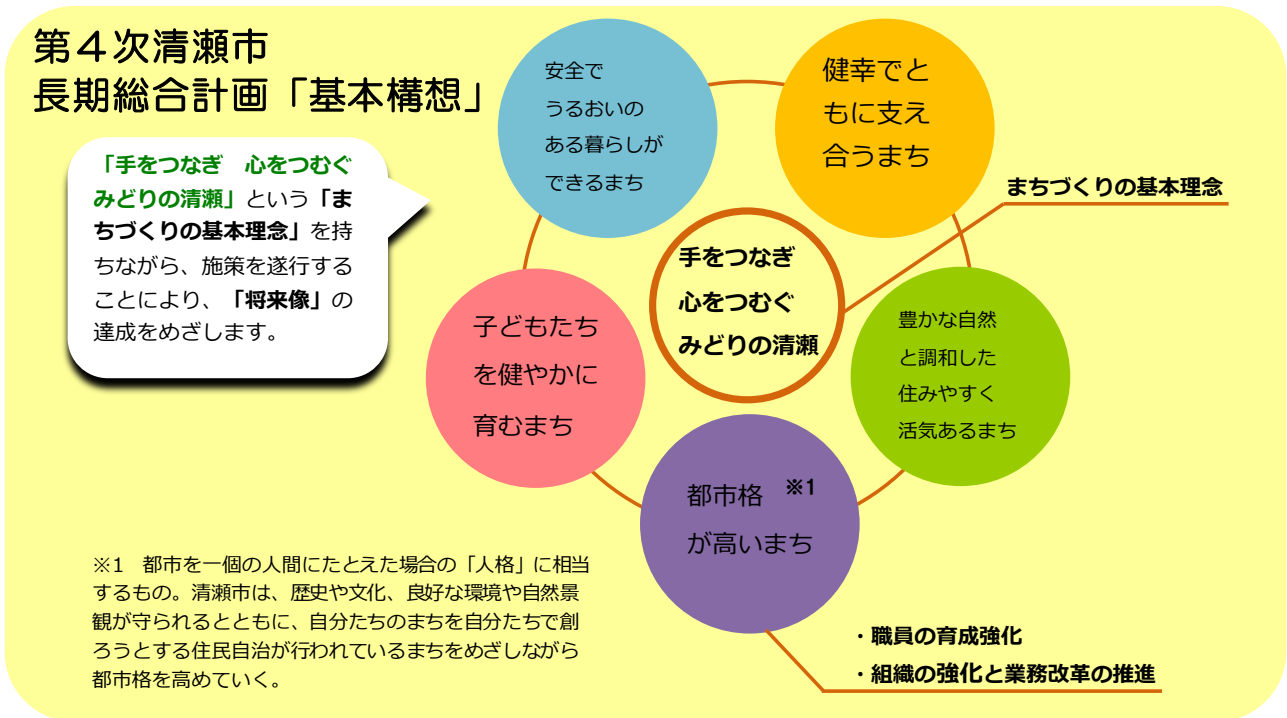 第４次清瀬市
長期総合計画「基本構想」
「手をつなぎ　心をつむぐ
みどりの清瀬」という「ま
ちづくりの基本理念」を持
ちながら、施策を遂行する
ことにより、「将来像」の
達成をめざします。
安全で
うるおいの
ある暮らしが
できるまち
健幸でと
もに支え
合うまち
まちづくりの基本理念
手をつなぎ
心をつむぐ
みどりの清瀬
子どもたち
を健やかに
育むまち
豊かな自然
と調和した
住みやすく
活気あるまち
都市格　※1
が高いまち
※1　都市を一個の人間にたとえた場合の「人格」に相当
するもの。清瀬市は、歴史や文化、良好な環境や自然景
観が守られるとともに、自分たちのまちを自分たちで創
ろうとする住民自治が行われているまちをめざしながら
都市格を高めていく。
・職員の育成強化
・組織の強化と業務改革の推進